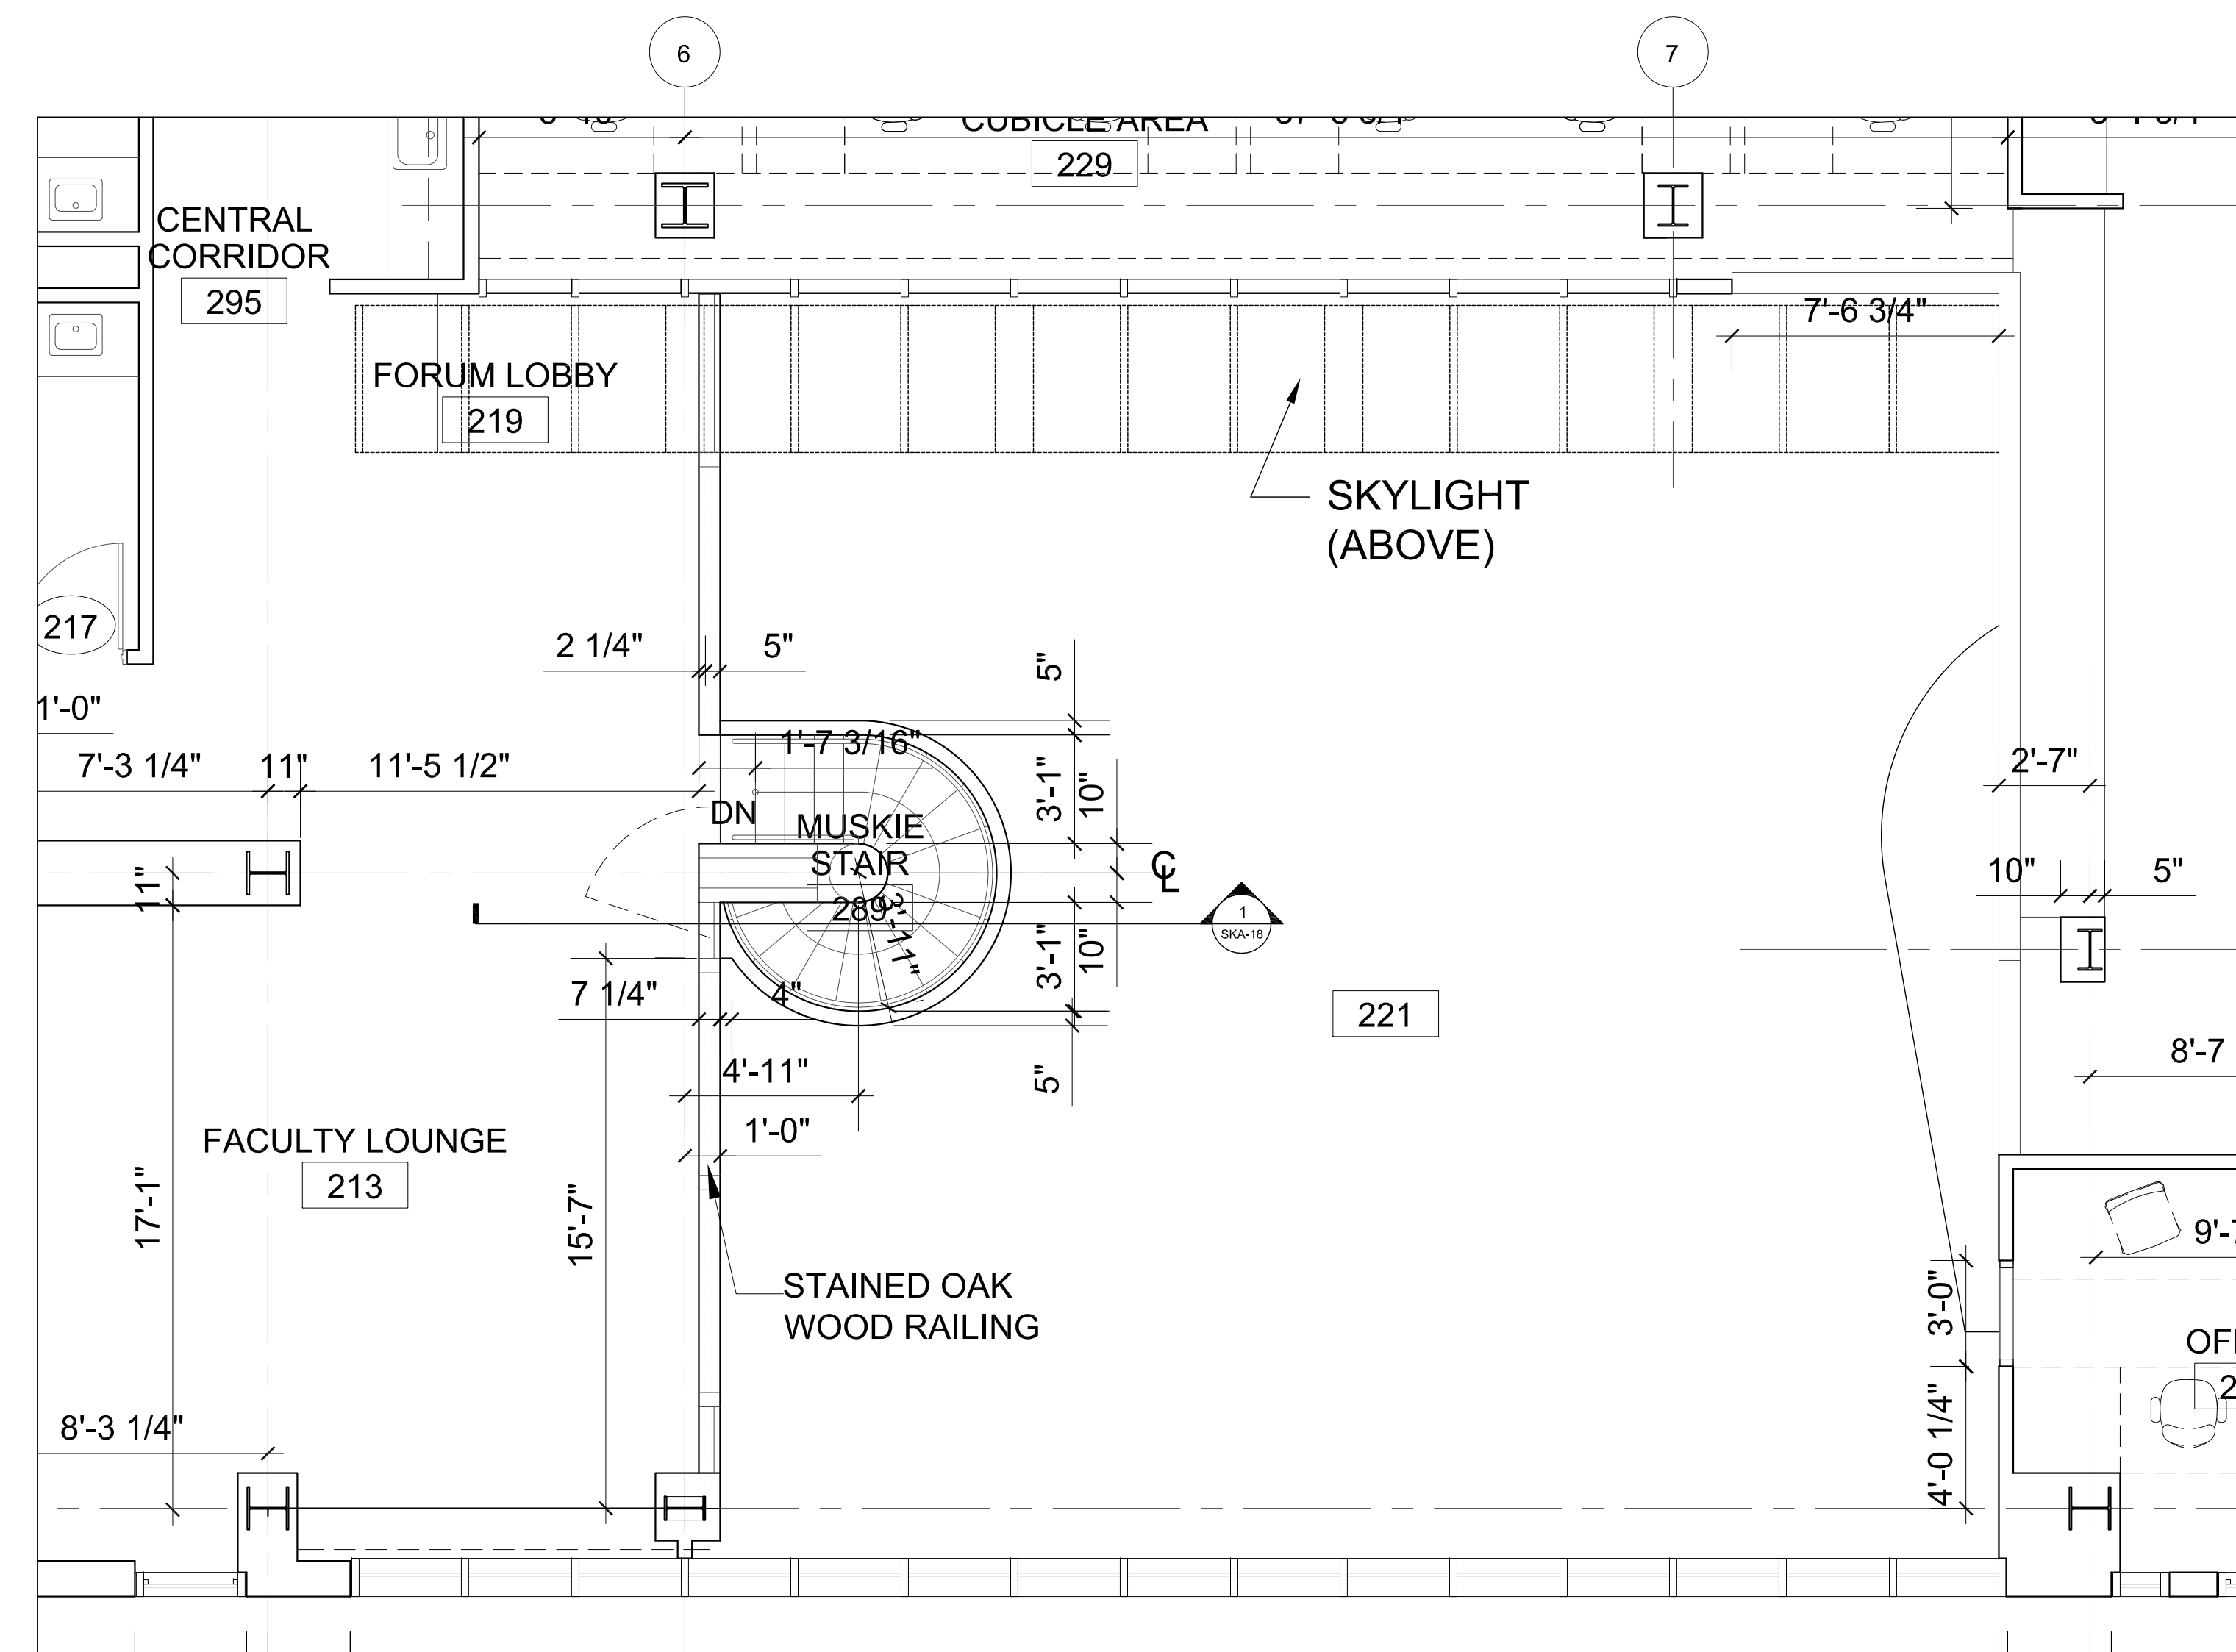 6
7
CUBICLE AREA
229
CENTRAL
CORRIDOR
295
7'-6 3/4"
FORUM LOBBY
219
SKYLIGHT
(ABOVE)
217
2 1/4"
5"
5"
1'-0"
7'-3 1/4"
11"
11'-5 1/2"
1'-7 3/16"
3'-1"
10"
2'-7"
DN
MUSKIE
STAIR
289
3'-11"
CL
11"
10"
5"
1
SKA-18
3'-1"
10"
7 1/4"
4"
221
4'-11"
5"
8'-7
1'-0"
FACULTY LOUNGE
213
17'-1"
15'-7"
STAINED OAK
WOOD RAILING
3'-0"
4'-0 1/4"
8'-3 1/4"